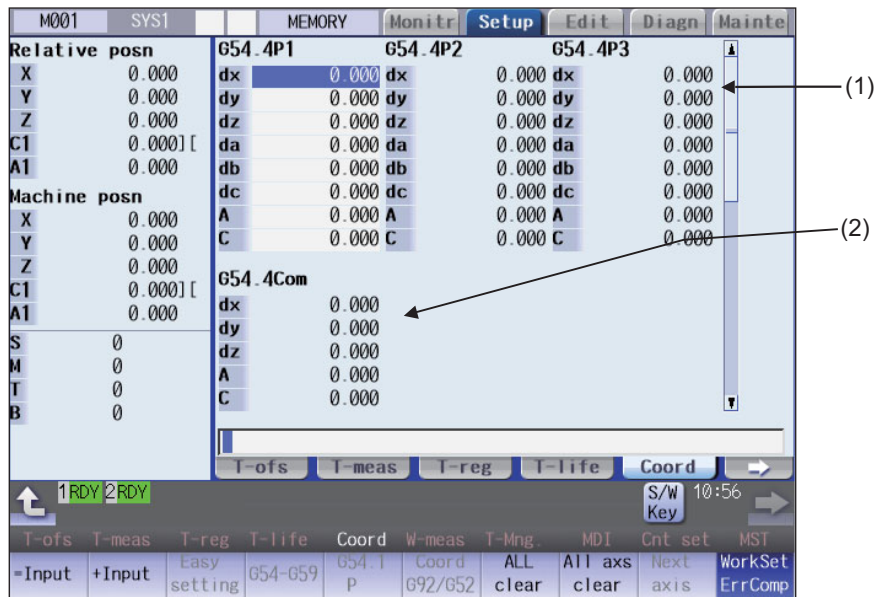 M001 SYS1 MEMORY Monitr Setup Edit Diagn Mainte
Relative posn
X 0.000
Y 0.000
Z 0.000
C1 0.000][
A1 0.000
Machine posn
X 0.000
Y 0.000
Z 0.000
C1 0.000][
A1 0.000
S 0
M 0
T 0
B 0
G54.4P1 G54.4P2 G54.4P3
dx 0.000 dx 0.000 dx 0.000
dy 0.000 dy 0.000 dy 0.000
dz 0.000 dz 0.000 dz 0.000
da 0.000 da 0.000 da 0.000
db 0.000 db 0.000 db 0.000
dc 0.000 dc 0.000 dc 0.000
A 0.000 A 0.000 A 0.000
C 0.000 C 0.000 C 0.000
(1)
(2)
G54.4Com
dx 0.000
dy 0.000
dz 0.000
A 0.000
C 0.000
T-ofs T-meas T-reg T-life Coord
1RDY 2RDY S/W Key 10:56
T-ofs T-meas T-reg T-life Coord W-meas T-Mng. MDI Cnt set MST
=Input +Input Easy setting G54-G59 G54.1 P Coord G92/G52 ALL clear All axs clear Next axis WorkSet ErrComp